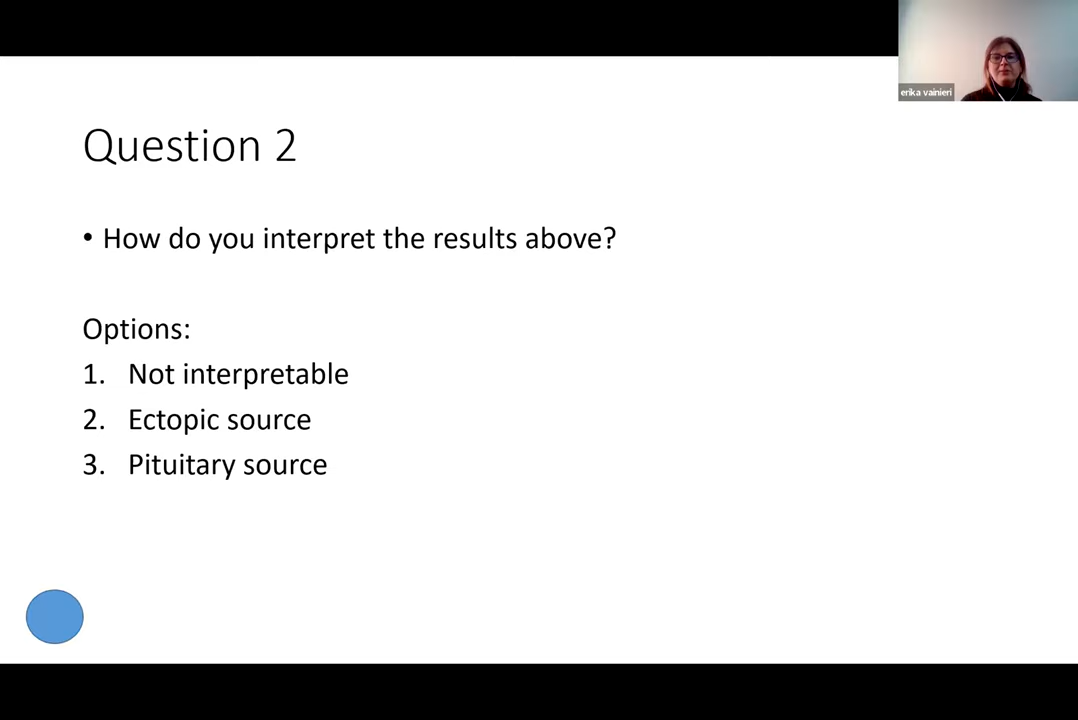 erika vainieri
Question 2
• How do you interpret the results above?
Options:
1. Not interpretable
2. Ectopic source
3. Pituitary source